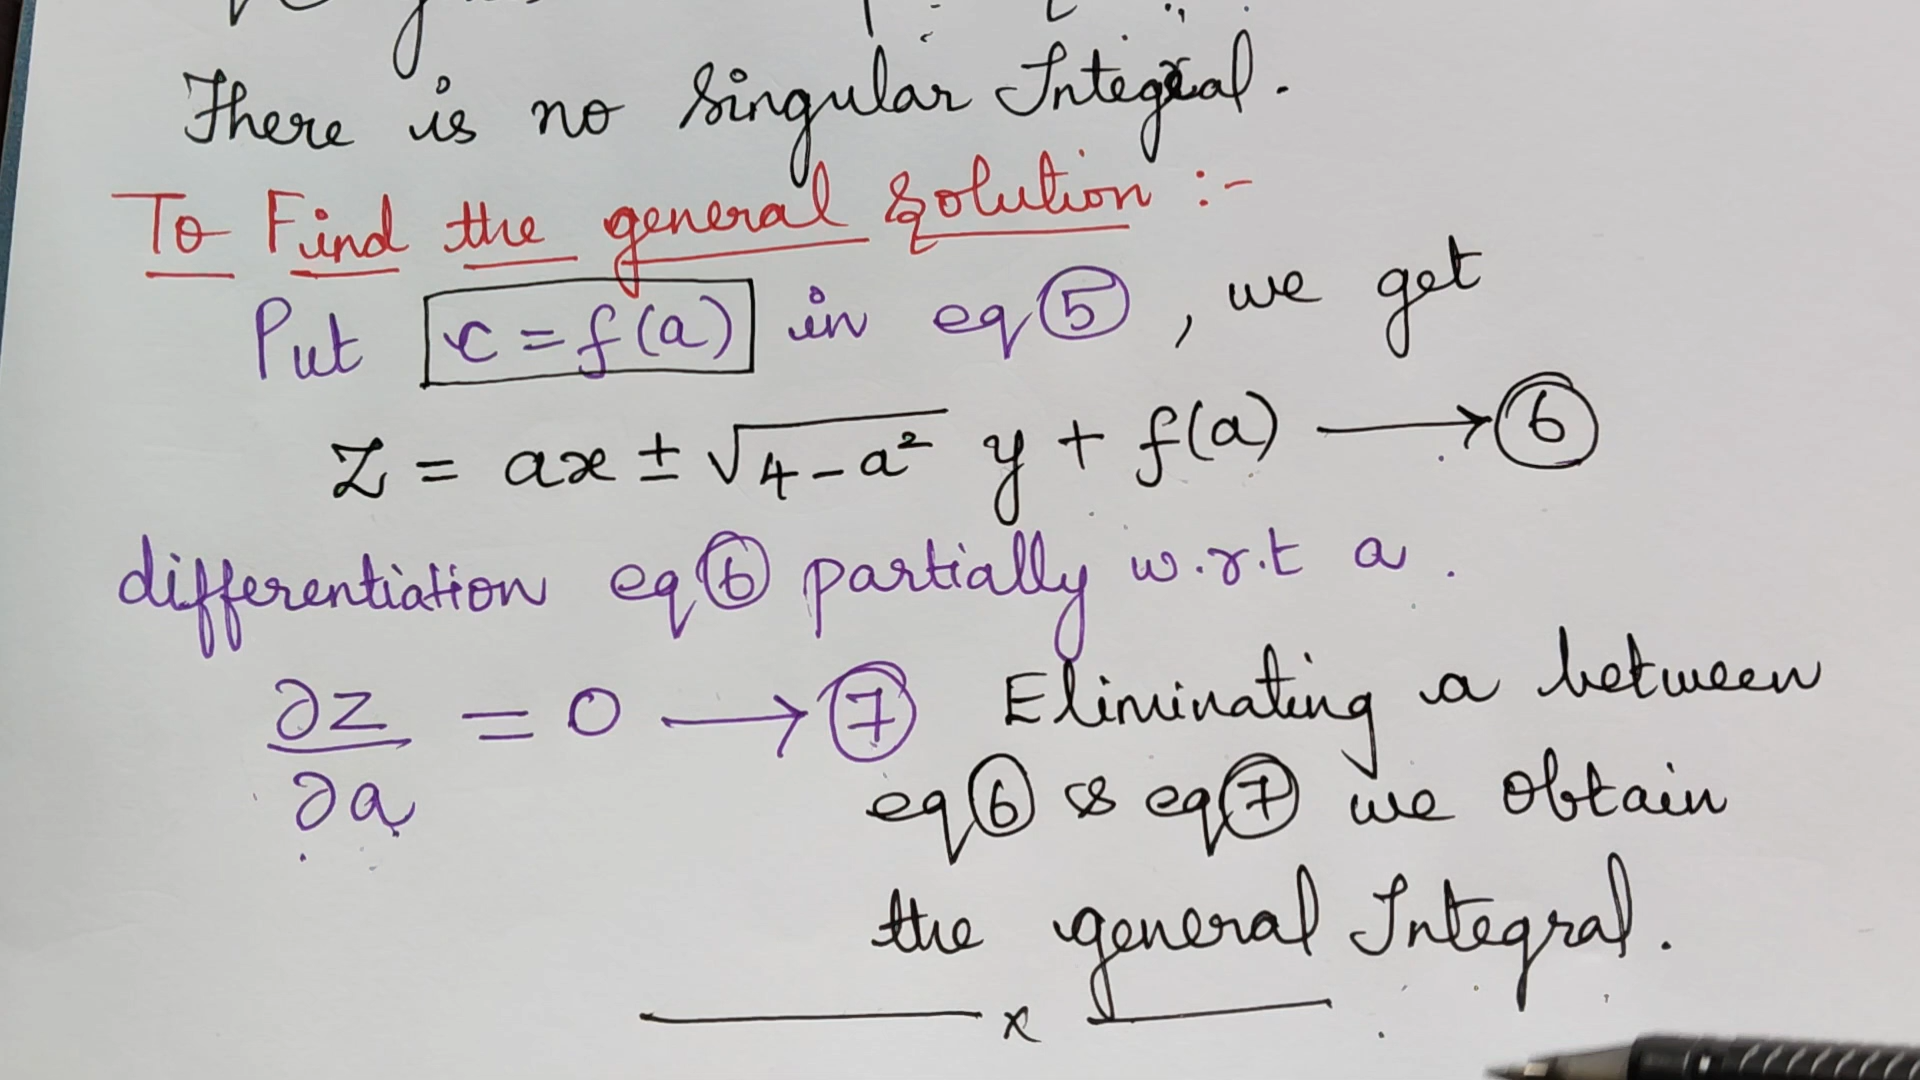 There is no Singular Integral.
To Find the general Solution :-
Put c = f(a) in eq ⑤, we get
Z = ax ± √4-a² y + f(a) ⟶ ⑥
differentiation eq ⑥ partially w.r.t a.
∂z/∂a = 0 ⟶ ⑦ Eliminating a between
eq ⑥ & eq ⑦ we obtain
the general Integral.
x